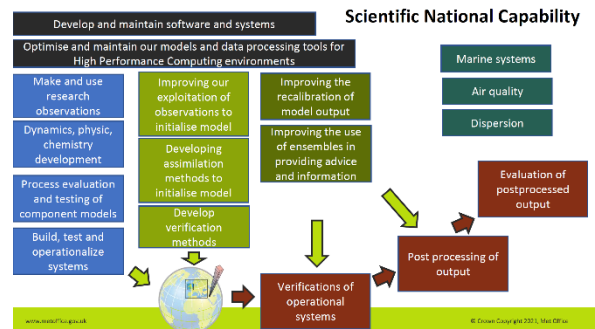 Scientific National Capability
Develop and maintain software and systems
Optimise and maintain our models and data processing tools for
High Performance Computing environments
Make and use
research
observations
Dynamics, physic,
chemistry
development
Process evaluation
and testing of
component models
Build, test and
operationalize
systems
Improving our
exploitation of
observations to
initialise model
Developing
assimilation
methods to
initialise model
Develop
verification
methods
Improving the
recalibration of
model output
Improving the use
of ensembles in
providing advice
and information
Marine systems
Air quality
Dispersion
Verifications of
operational
systems
Post processing of
output
Evaluation of
postprocessed
output
www.metoffice.gov.uk
© Crown Copyright 2021, Met Office